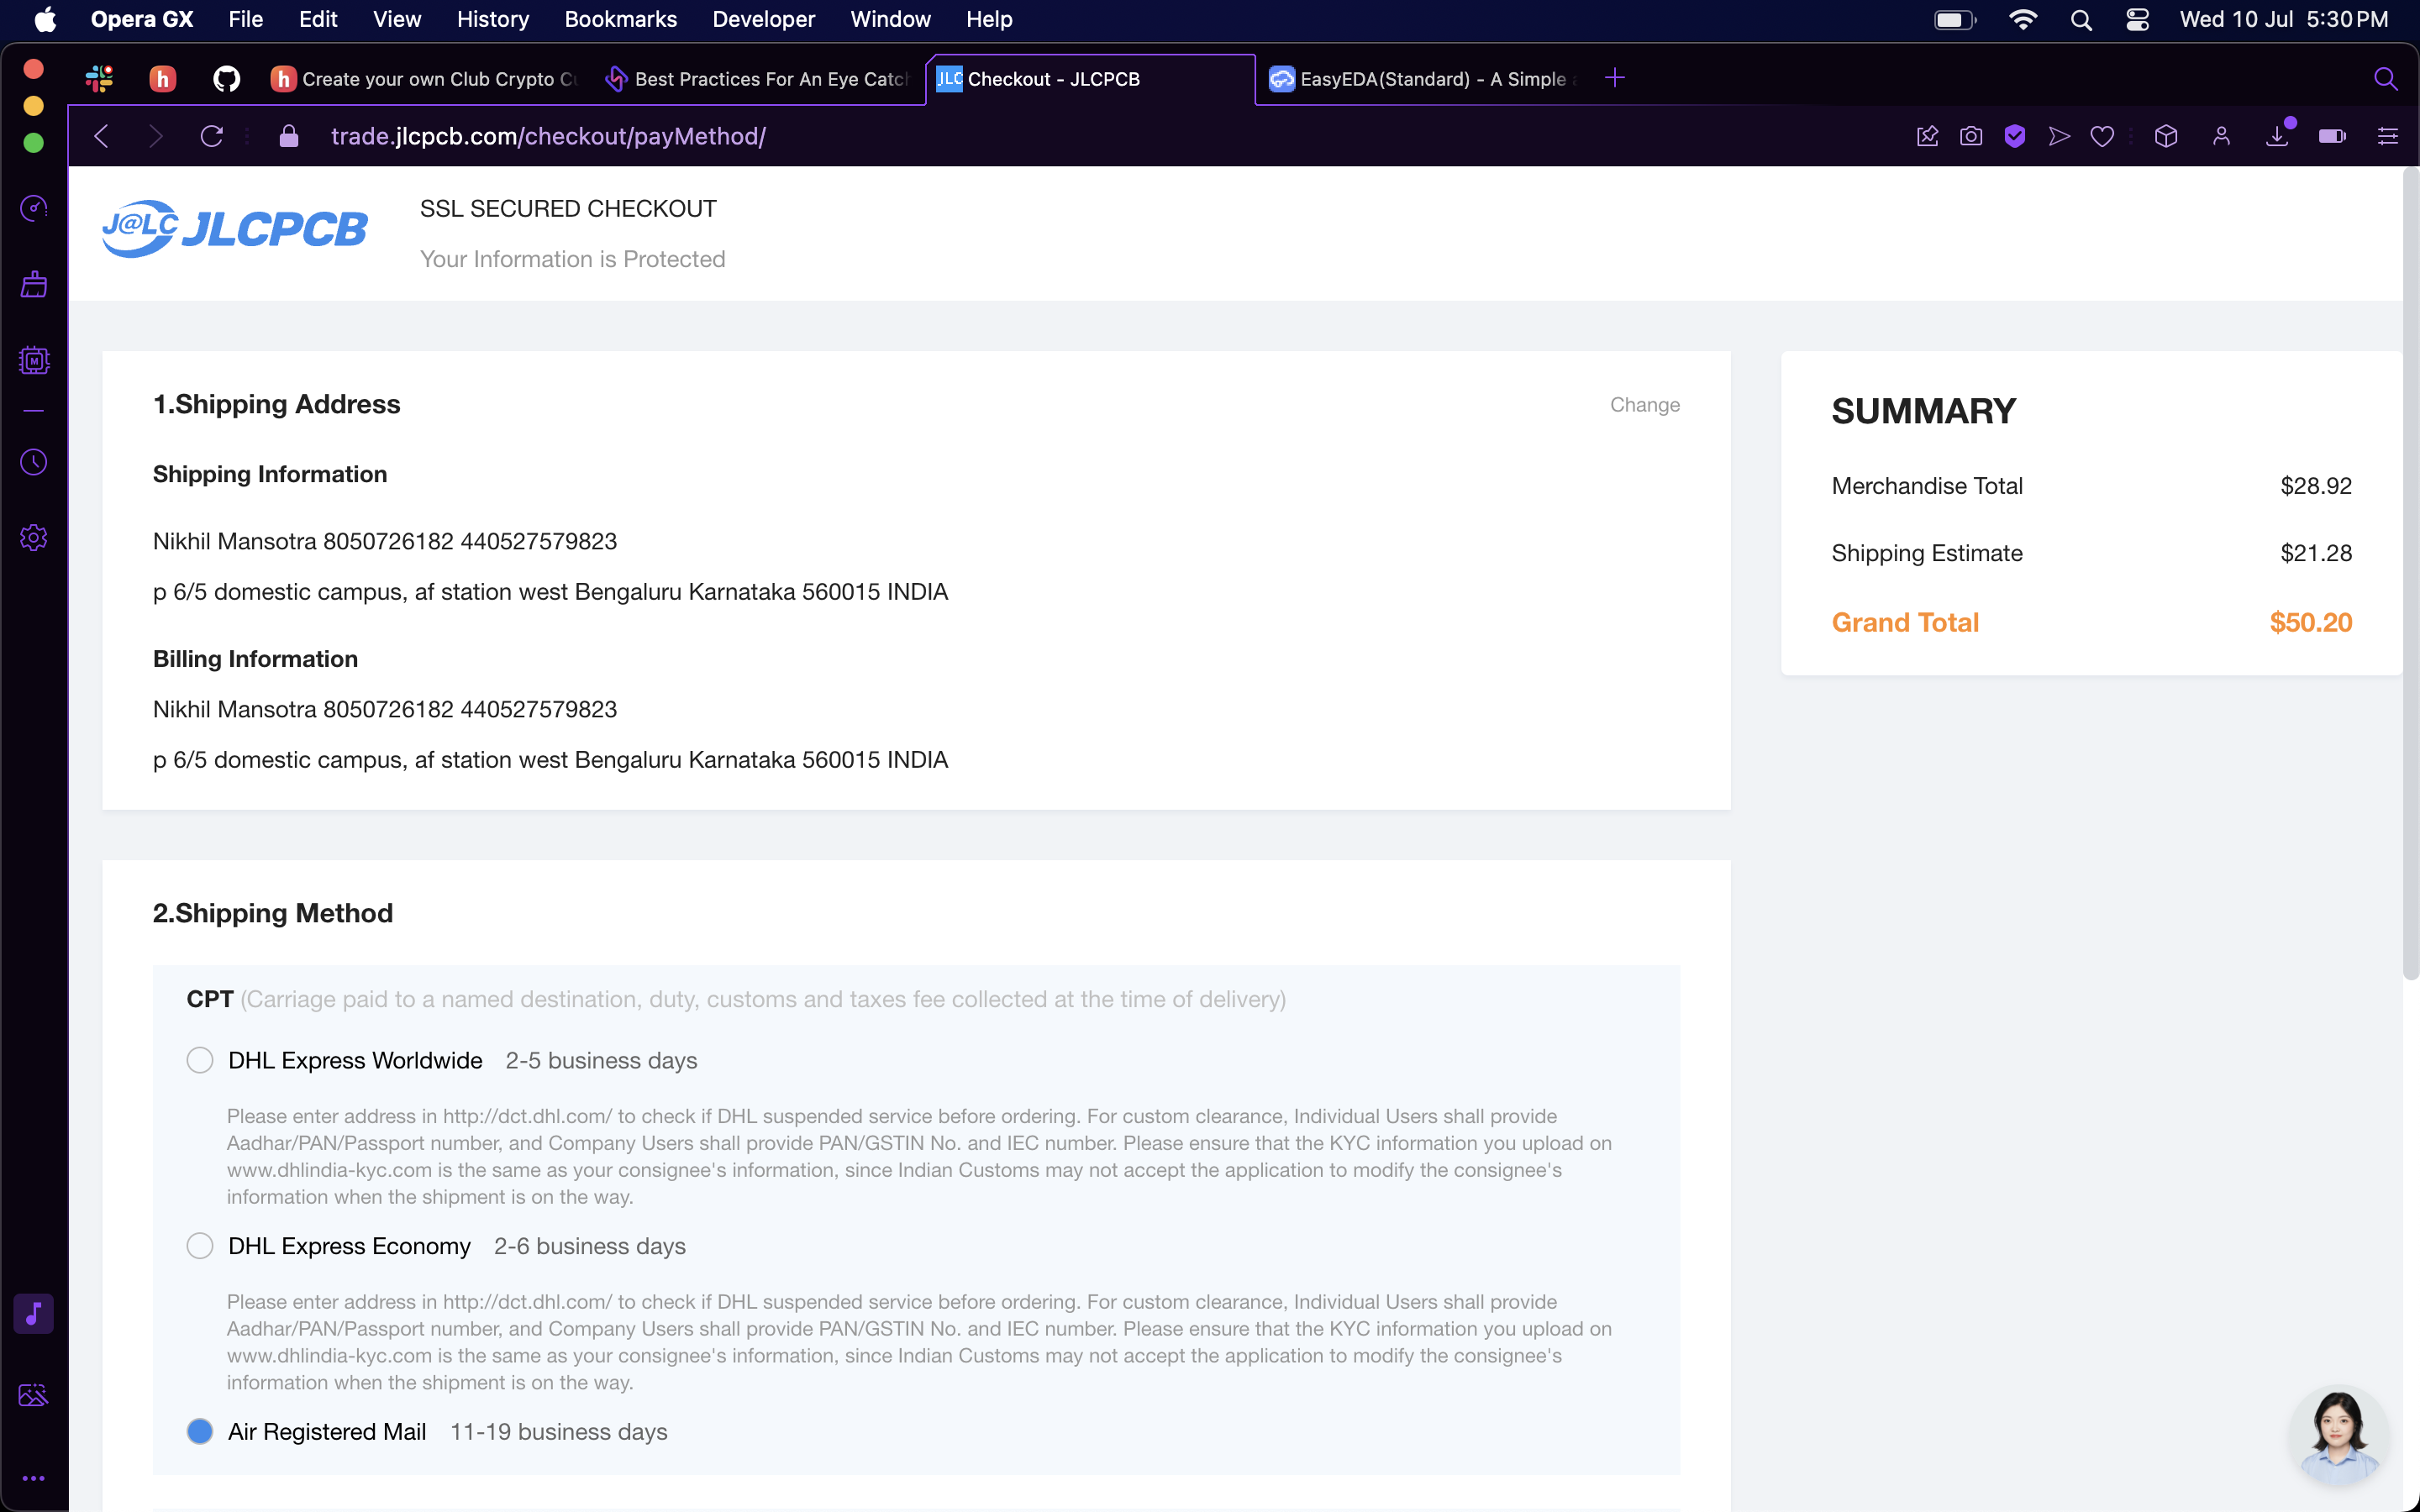 Opera GX File Edit View History Bookmarks Developer Window Help Wed 10 Jul 5:30 PM
h h Create your own Club Crypto Best Practices For An Eye JLC Checkout - JLCPCB EasyEDA(Standard) - A Simple
trade.jlcpcb.com/checkout/payMethod/
M
J@LC JLCPCB
SSL SECURED CHECKOUT
Your Information is Protected
1.Shipping Address
Change
Shipping Information
Nikhil Mansotra 8050726182 440527579823
p 6/5 domestic campus, af station west Bengaluru Karnataka 560015 INDIA
Billing Information
Nikhil Mansotra 8050726182 440527579823
p 6/5 domestic campus, af station west Bengaluru Karnataka 560015 INDIA
SUMMARY
Merchandise Total $28.92
Shipping Estimate $21.28
Grand Total $50.20
2.Shipping Method
CPT (Carriage paid to a named destination, duty, customs and taxes fee collected at the time of delivery)
DHL Express Worldwide 2-5 business days
Please enter address in http://dct.dhl.com/ to check if DHL suspended service before ordering. For custom clearance, Individual Users shall provide
Aadhar/PAN/Passport number, and Company Users shall provide PAN/GSTIN No. and IEC number. Please ensure that the KYC information you upload on
www.dhlindia-kyc.com is the same as your consignee's information, since Indian Customs may not accept the application to modify the consignee's
information when the shipment is on the way.
DHL Express Economy 2-6 business days
Please enter address in http://dct.dhl.com/ to check if DHL suspended service before ordering. For custom clearance, Individual Users shall provide
Aadhar/PAN/Passport number, and Company Users shall provide PAN/GSTIN No. and IEC number. Please ensure that the KYC information you upload on
www.dhlindia-kyc.com is the same as your consignee's information, since Indian Customs may not accept the application to modify the consignee's
information when the shipment is on the way.
Air Registered Mail 11-19 business days